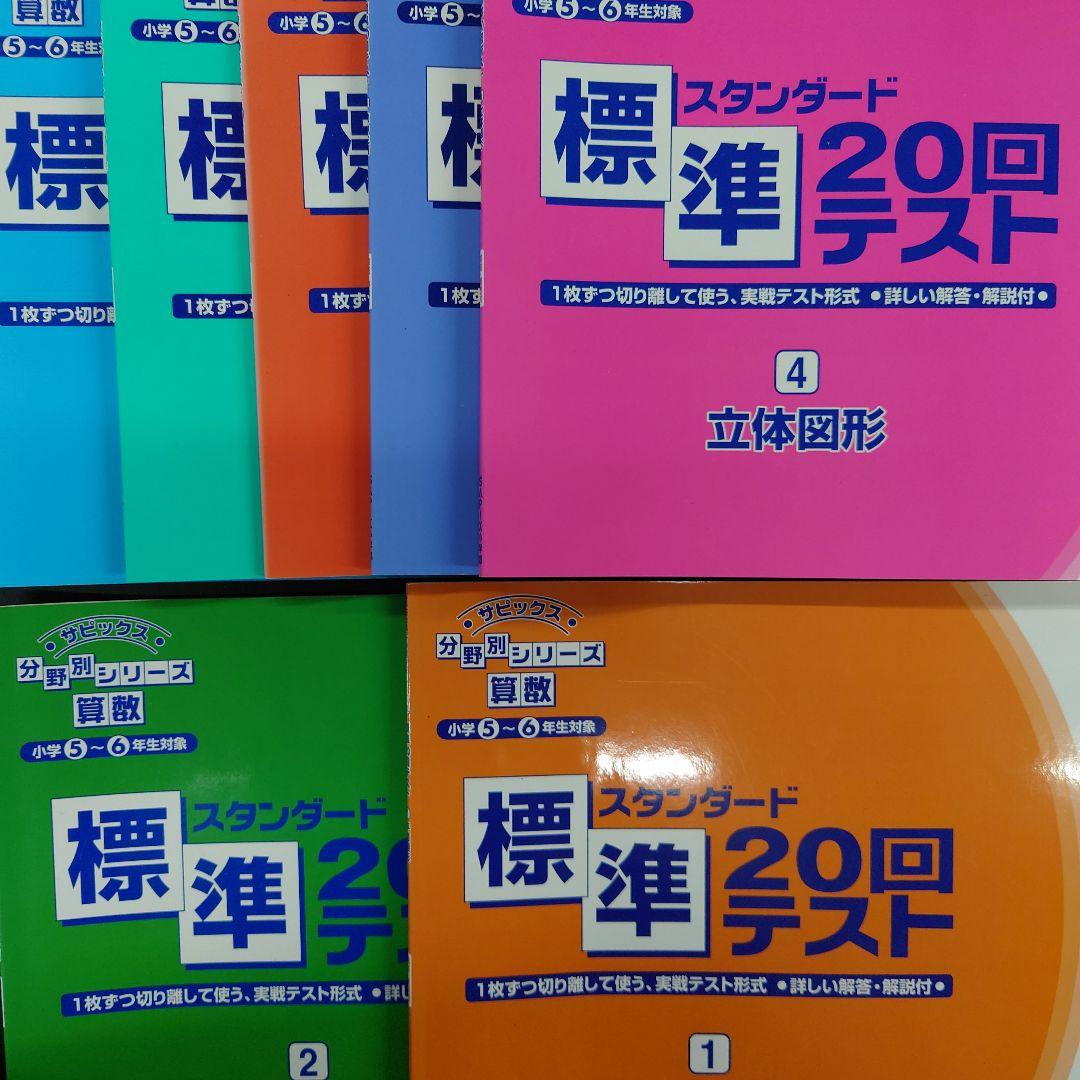 算数
5～6年生対
標
1枚ずつ切り離
小学5～6
標
1枚ずつ
小学5～6
標
1枚ずつ
小学5～6
標
1枚ず
小学5～6年生対象
標準
スタンダード
20回
テスト
1枚ずつ切り離して使う、実戦テスト形式 ●詳しい解答・解説付●
4
立体図形
サピックス
分野別シリーズ
算数
小学5～6年生対象
標準
スタンダード
20
テス
1枚ずつ切り離して使う、実戦テスト形式 ●詳し
2
サピックス
分野別シリーズ
算数
小学5～6年生対象
標準
スタンダード
20回
テスト
1枚ずつ切り離して使う、実戦テスト形式 ●詳しい解答・解説付●
1